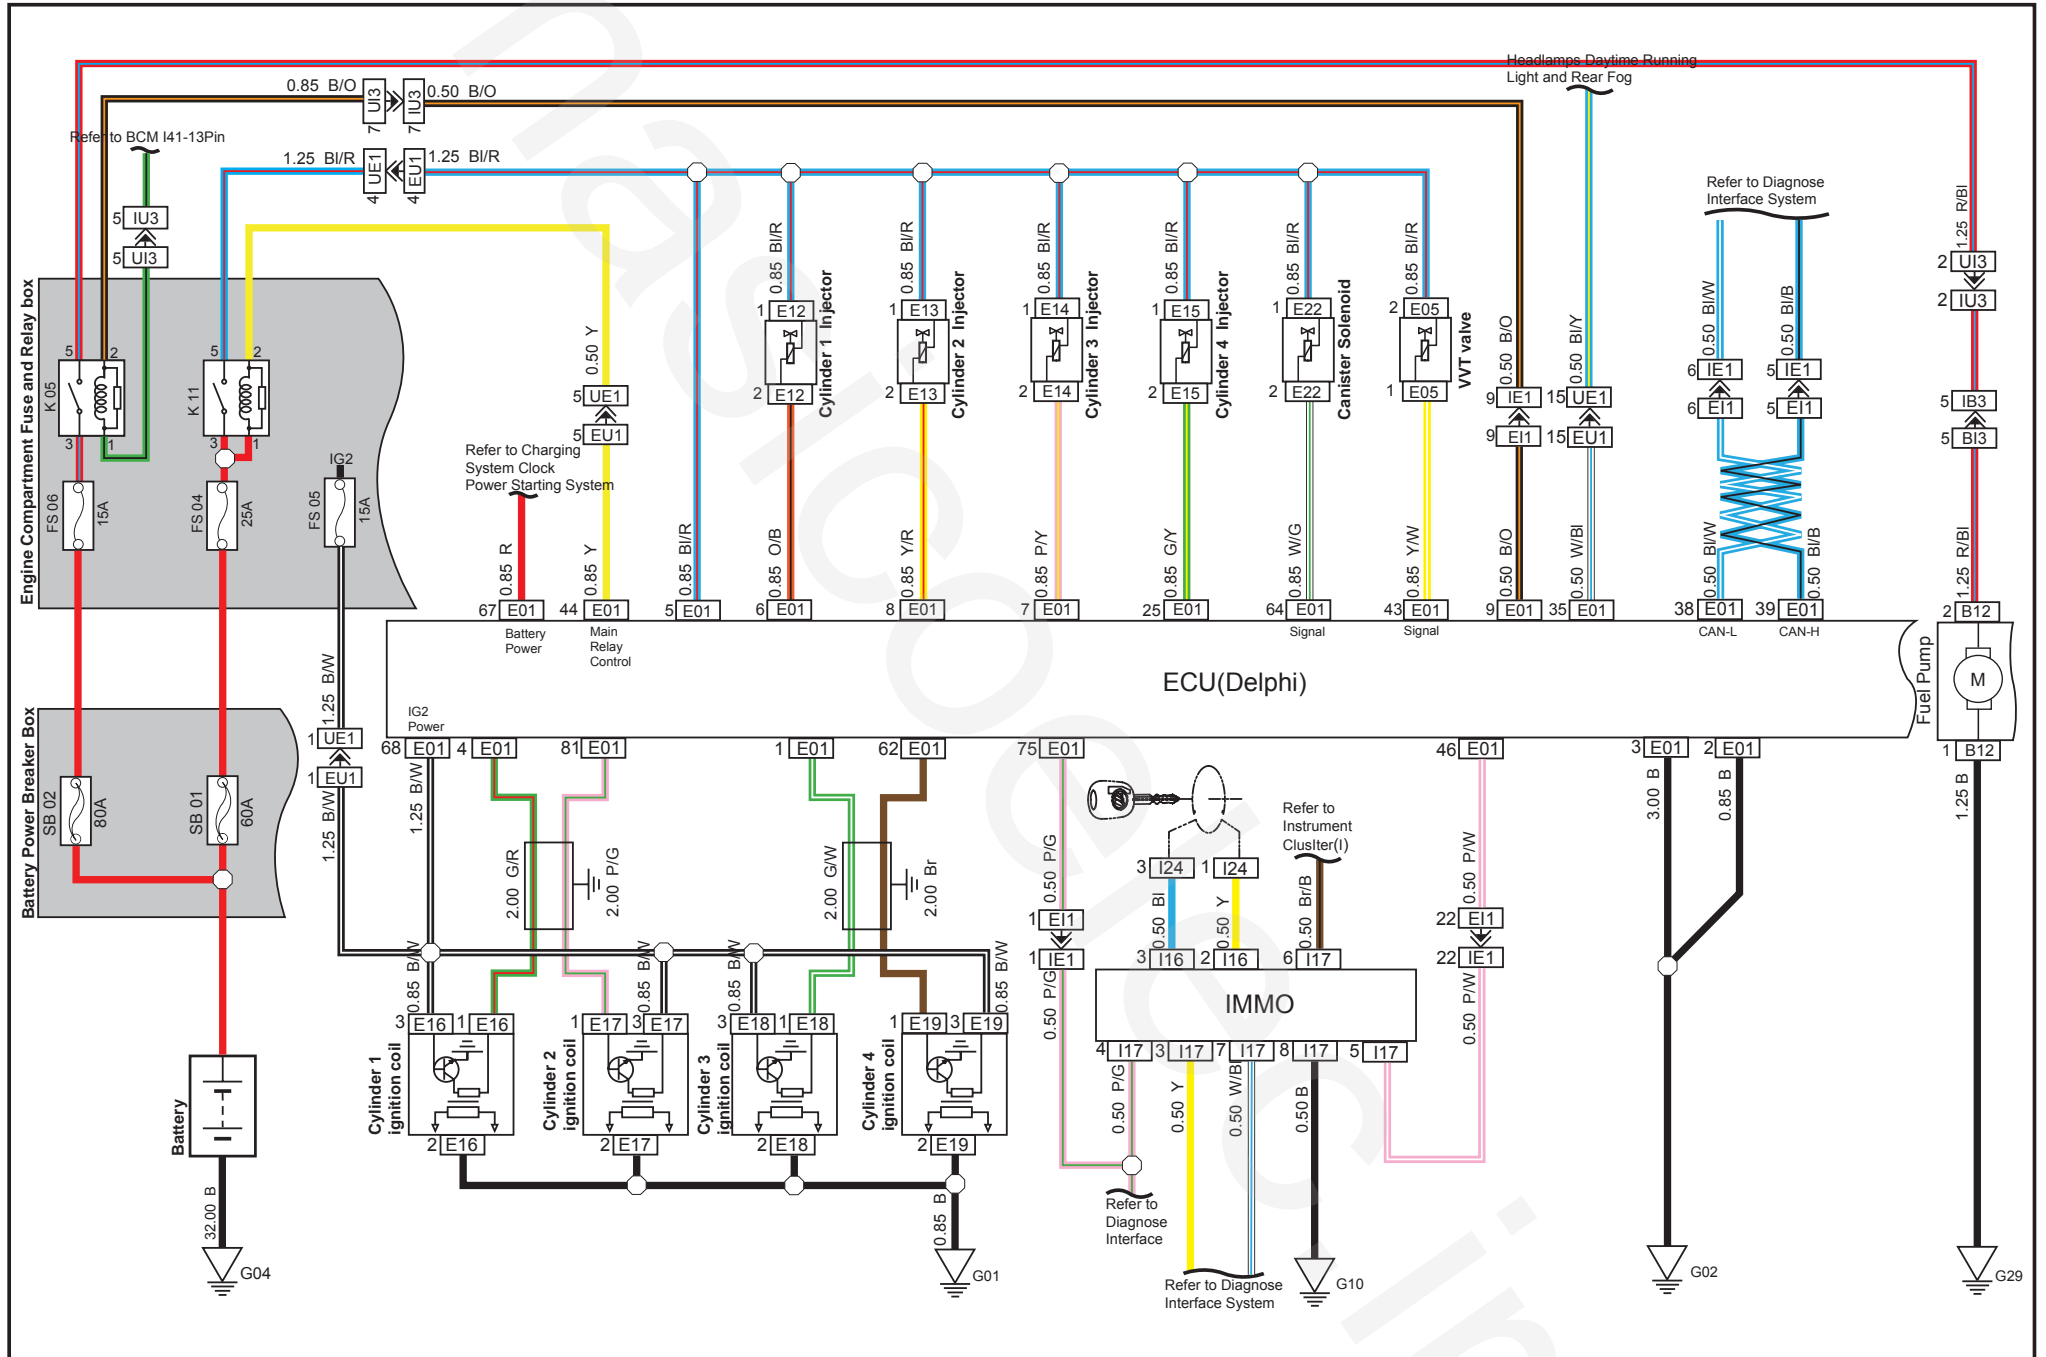 Headlamps Daytime Running
Light and Rear Fog
0.85 B/O
UI3
7
IU3
7
0.50 B/O
Refer to BCM I41-13Pin
1.25 Bl/R
UE1
4
EU1
4
1.25 Bl/R
Refer to Diagnose
Interface System
5 IU3
5 UI3
1.25 R/Bl
2 UI3
2 IU3
Engine Compartment Fuse and Relay box
5
2
K 05
3
1
5
2
K 11
3
1
FS 06
15A
FS 04
25A
IG2
FS 05
15A
0.50 Y
5 UE1
5 EU1
0.85 Bl/R
1 E12
2 E12
Cylinder 1 Injector
0.85 Bl/R
1 E13
2 E13
Cylinder 2 Injector
0.85 Bl/R
1 E14
2 E14
Cylinder 3 Injector
0.85 Bl/R
1 E15
2 E15
Cylinder 4 Injector
0.85 Bl/R
1 E22
2 E22
Canister Solenoid
0.85 Bl/R
2 E05
1 E05
VVT valve
0.50 B/O
9 IE1
9 EI1
0.50 Bl/Y
15 UE1
15 EU1
0.50 Bl/W
6 IE1
6 EI1
0.50 Bl/B
5 IE1
5 EI1
5 IB3
5 BI3
Refer to Charging
System Clock
Power Starting System
0.85 R
0.85 Y
0.85 Bl/R
0.85 O/B
0.85 Y/R
0.85 P/Y
0.85 G/Y
0.85 W/G
0.85 Y/W
0.50 B/O
0.50 W/Bl
0.50 Bl/W
0.50 Bl/B
1.25 R/Bl
67 E01
44 E01
5 E01
6 E01
8 E01
7 E01
25 E01
64 E01
43 E01
9 E01
35 E01
38 E01
39 E01
2 B12
Battery
Power
Main
Relay
Control
Signal
Signal
CAN-L
CAN-H
ECU(Delphi)
Fuel Pump
M
IG2
Power
68 E01
4 E01
81 E01
1 E01
62 E01
75 E01
46 E01
3 E01
2 E01
1 B12
Battery Power Breaker Box
SB 02
80A
SB 01
60A
1.25 B/W
1 UE1
1 EU1
1.25 B/W
1.25 B/W
2.00 G/R
2.00 P/G
2.00 G/W
2.00 Br
0.50 P/G
1 EI1
1 IE1
0.50 P/G
3 I24
1 I24
0.50 Bl
0.50 Y
Refer to
Instrument
Cluslter(I)
0.50 Br/B
3 I16
2 I16
6 I17
IMMO
4 I17
3 I17
7 I17
8 I17
5 I17
0.50 P/W
22 EI1
22 IE1
0.50 P/W
3.00 B
0.85 B
1.25 B
0.85 B/W
0.85 B/W
0.85 B/W
0.85 B/W
3 E16
1 E16
1 E17
3 E17
3 E18
1 E18
1 E19
3 E19
Cylinder 1
ignition coil
Cylinder 2
ignition coil
Cylinder 3
ignition coil
Cylinder 4
ignition coil
2 E16
2 E17
2 E18
2 E19
0.50 P/G
0.50 Y
0.50 W/Bl
0.50 B
Battery
32.00 B
G04
0.85 B
G01
Refer to
Diagnose
Interface
Refer to Diagnose
Interface System
G10
G02
G29